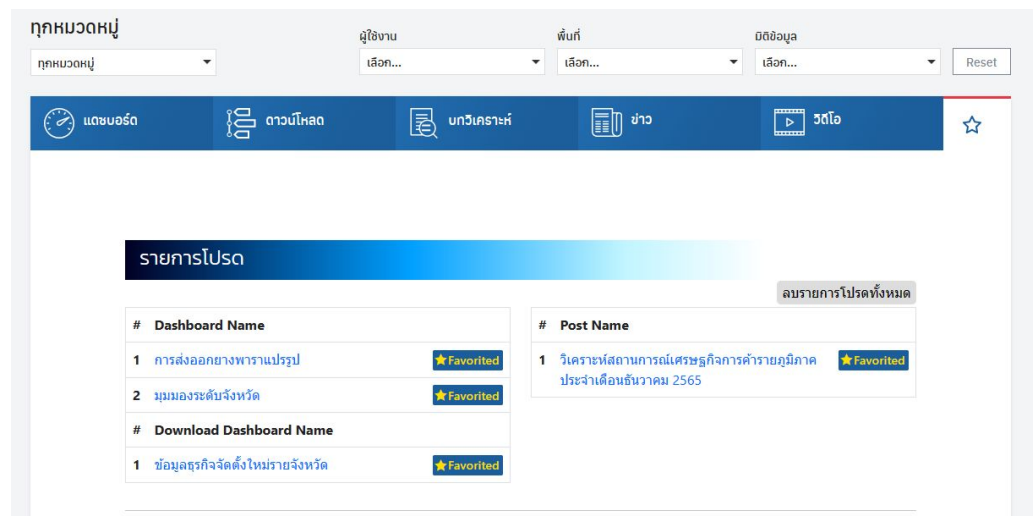 ทุกหมวดหมู่
ผู้ใช้งาน
พื้นที่
มิติข้อมูล
ทุกหมวดหมู่
เลือก...
เลือก...
เลือก...
Reset
แดชบอร์ด
ดาวน์โหลด
บทวิเคราะห์
ข่าว
วิดีโอ
รายการโปรด
ลบรายการโปรดทั้งหมด
# Dashboard Name
1 การส่งออกยางพาราแปรรูป Favorited
2 มุมมองระดับจังหวัด Favorited
# Download Dashboard Name
1 ข้อมูลธุรกิจจัดตั้งใหม่รายจังหวัด Favorited
# Post Name
1 วิเคราะห์สถานการณ์เศรษฐกิจการค้ารายภูมิภาค Favorited
ประจำเดือนธันวาคม 2565